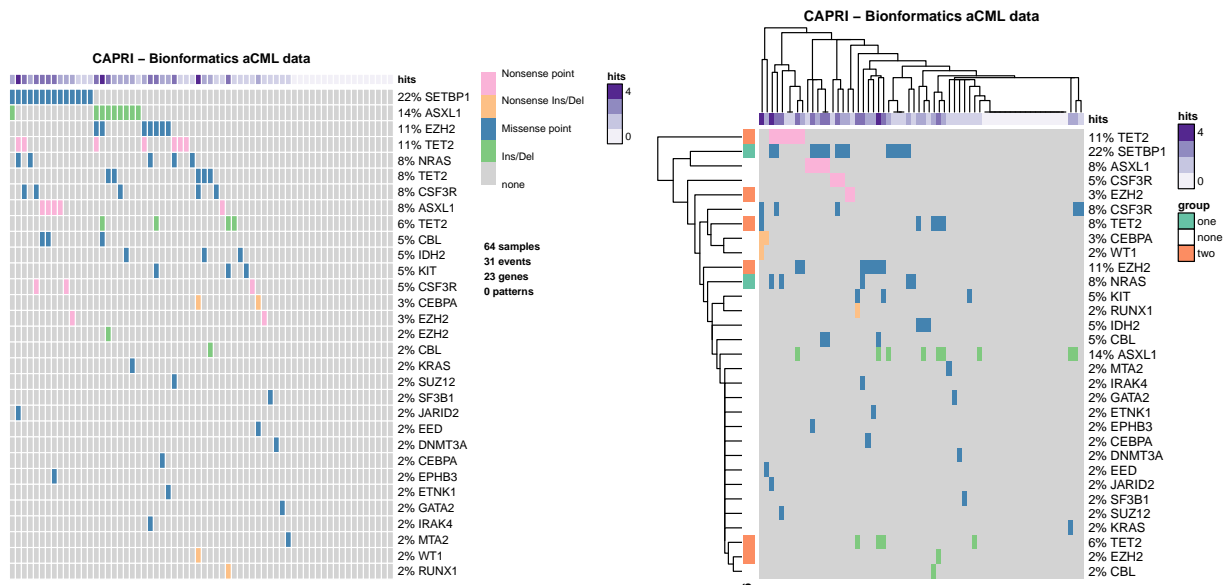 CAPRI – Bionformatics aCML data
hits
22% SETBP1
14% ASXL1
11% EZH2
11% TET2
8% NRAS
8% TET2
8% CSF3R
8% ASXL1
6% TET2
5% CBL
5% IDH2
5% KIT
5% CSF3R
3% CEBPA
3% EZH2
2% EZH2
2% CBL
2% KRAS
2% SUZ12
2% SF3B1
2% JARID2
2% EED
2% DNMT3A
2% CEBPA
2% EPHB3
2% ETNK1
2% GATA2
2% IRAK4
2% MTA2
2% WT1
2% RUNX1
Nonsense point
Nonsense Ins/Del
Missense point
Ins/Del
none
64 samples
31 events
23 genes
0 patterns
hits
4
0
CAPRI – Bionformatics aCML data
hits
11% TET2
22% SETBP1
8% ASXL1
5% CSF3R
3% EZH2
8% CSF3R
8% TET2
3% CEBPA
2% WT1
11% EZH2
8% NRAS
5% KIT
2% RUNX1
5% IDH2
5% CBL
14% ASXL1
2% MTA2
2% IRAK4
2% GATA2
2% ETNK1
2% EPHB3
2% CEBPA
2% DNMT3A
2% EED
2% JARID2
2% SF3B1
2% SUZ12
2% KRAS
6% TET2
2% EZH2
2% CBL
hits
4
0
group
one
none
two